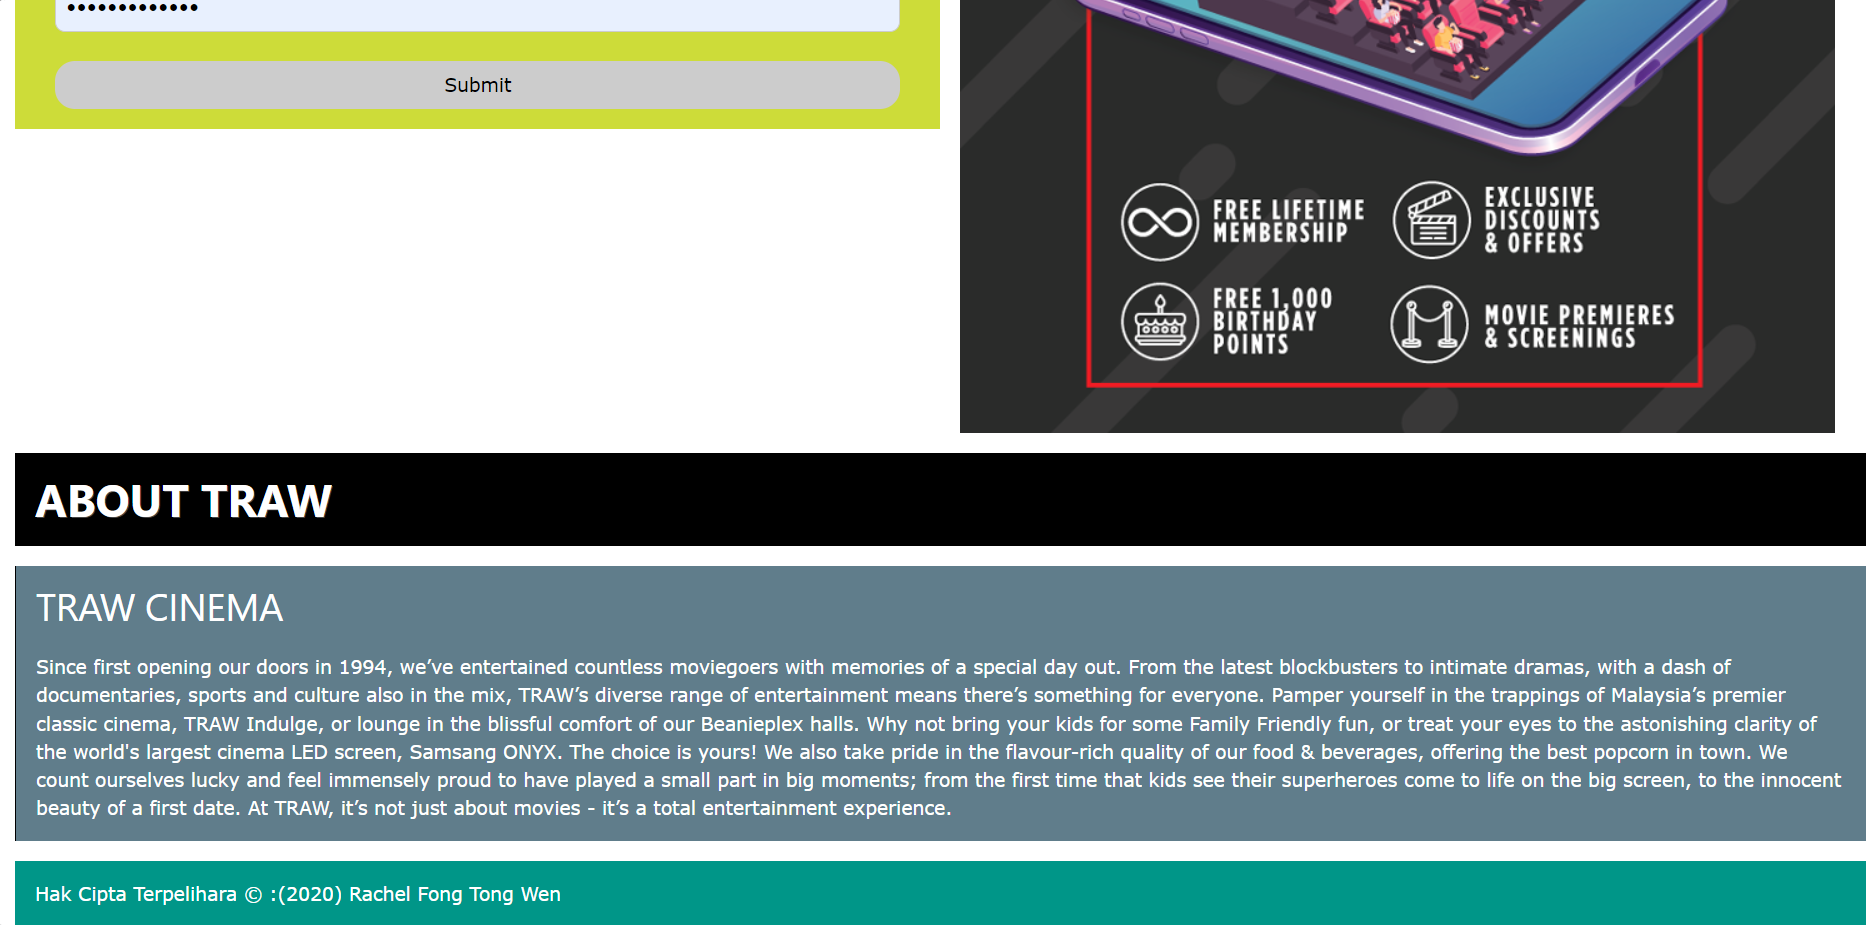 Submit
FREE LIFETIME
MEMBERSHIP
EXCLUSIVE
DISCOUNTS
& OFFERS
FREE 1,000
BIRTHDAY
POINTS
MOVIE PREMIERES
& SCREENINGS
ABOUT TRAW
TRAW CINEMA
Since first opening our doors in 1994, we’ve entertained countless moviegoers with memories of a special day out. From the latest blockbusters to intimate dramas, with a dash of
documentaries, sports and culture also in the mix, TRAW’s diverse range of entertainment means there’s something for everyone. Pamper yourself in the trappings of Malaysia’s premier
classic cinema, TRAW Indulge, or lounge in the blissful comfort of our Beanieplex halls. Why not bring your kids for some Family Friendly fun, or treat your eyes to the astonishing clarity of
the world's largest cinema LED screen, Samsang ONYX. The choice is yours! We also take pride in the flavour-rich quality of our food & beverages, offering the best popcorn in town. We
count ourselves lucky and feel immensely proud to have played a small part in big moments; from the first time that kids see their superheroes come to life on the big screen, to the innocent
beauty of a first date. At TRAW, it’s not just about movies - it’s a total entertainment experience.
Hak Cipta Terpelihara © :(2020) Rachel Fong Tong Wen